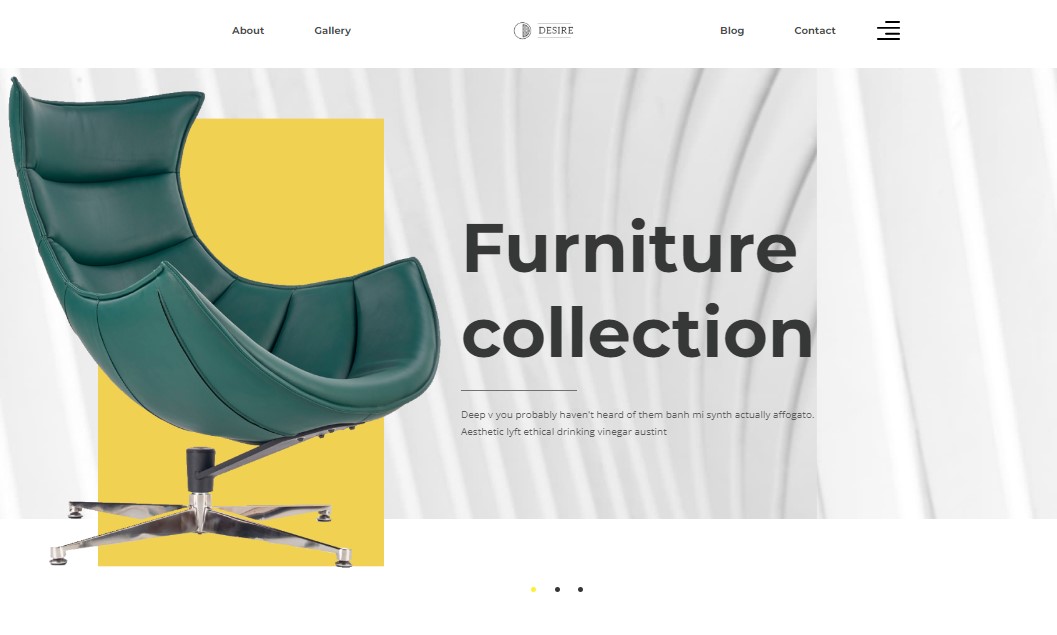 About Gallery DESIRE Blog Contact
Furniture
collection
Deep v you probably haven't heard of them banh mi synth actually affogato.
Aesthetic lyft ethical drinking vinegar austint